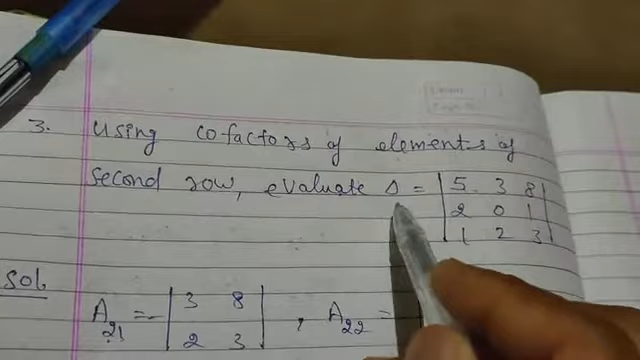 3. Using cofactors of elements of
second row, evaluate Δ = | 5 3 8 |
| 2 0 1 |
| 1 2 3 |
Sol.
A21 = - | 3 8 | , A22 =
| 2 3 |